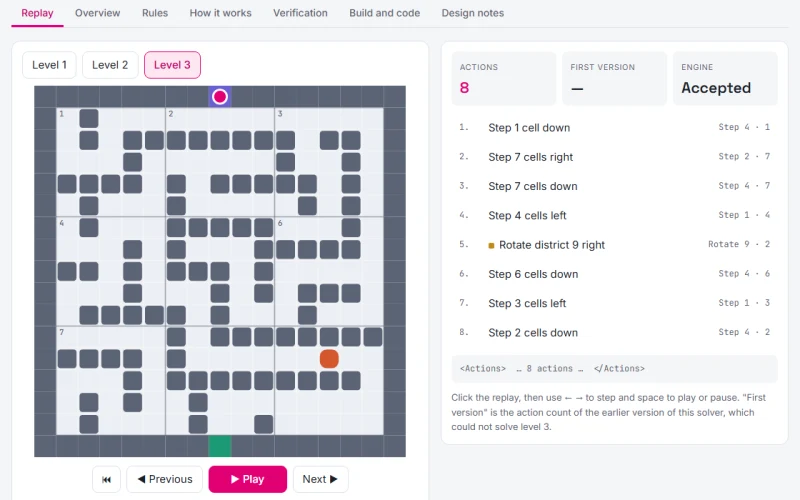 Replay Overview Rules How it works Verification Build and code Design notes
Level 1 Level 2 Level 3
1 2 3
4 6
7
⏮ ◀ Previous ▶ Play Next ▶
ACTIONS
8
FIRST VERSION
—
ENGINE
Accepted
1. Step 1 cell down Step 4 · 1
2. Step 7 cells right Step 2 · 7
3. Step 7 cells down Step 4 · 7
4. Step 4 cells left Step 1 · 4
5. Rotate district 9 right Rotate 9 · 2
6. Step 6 cells down Step 4 · 6
7. Step 3 cells left Step 1 · 3
8. Step 2 cells down Step 4 · 2
<Actions> … 8 actions … </Actions>
Click the replay, then use ← → to step and space to play or pause. "First
version" is the action count of the earlier version of this solver, which
could not solve level 3.